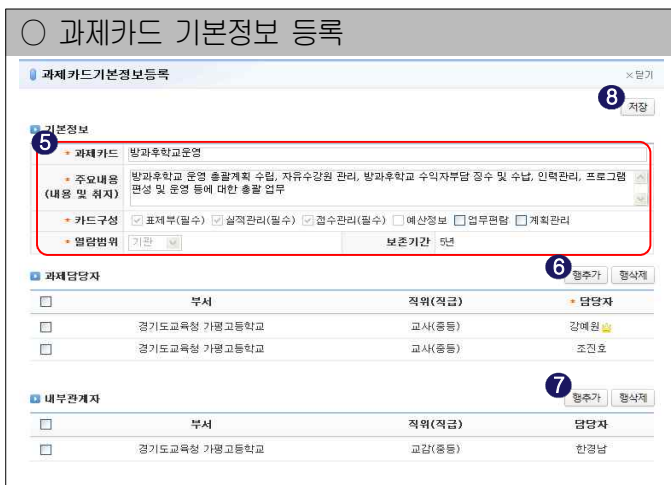 ○ 과제카드 기본정보 등록
과제카드기본정보등록 ×닫기
8 저장
기본정보
5
* 과제카드 방과후학교운영
* 주요내용 (내용 및 취지) 방과후학교 운영 총괄계획 수립, 자유수강원 관리, 방과후학교 수익자부담 징수 및 수납, 인력관리, 프로그램
편성 및 운영 등에 대한 총괄 업무
* 카드구성 표제부(필수) 실적관리(필수) 접수관리(필수) 예산정보 업무편람 계획관리
* 열람범위 기관 보존기간 5년
과제담당자 6 행추가 행삭제
부서 직위(직급) * 담당자
경기도교육청 가평고등학교 교사(중등) 강예원
경기도교육청 가평고등학교 교사(중등) 조진호
내부관계자 7 행추가 행삭제
부서 직위(직급) 담당자
경기도교육청 가평고등학교 교감(중등) 한경남